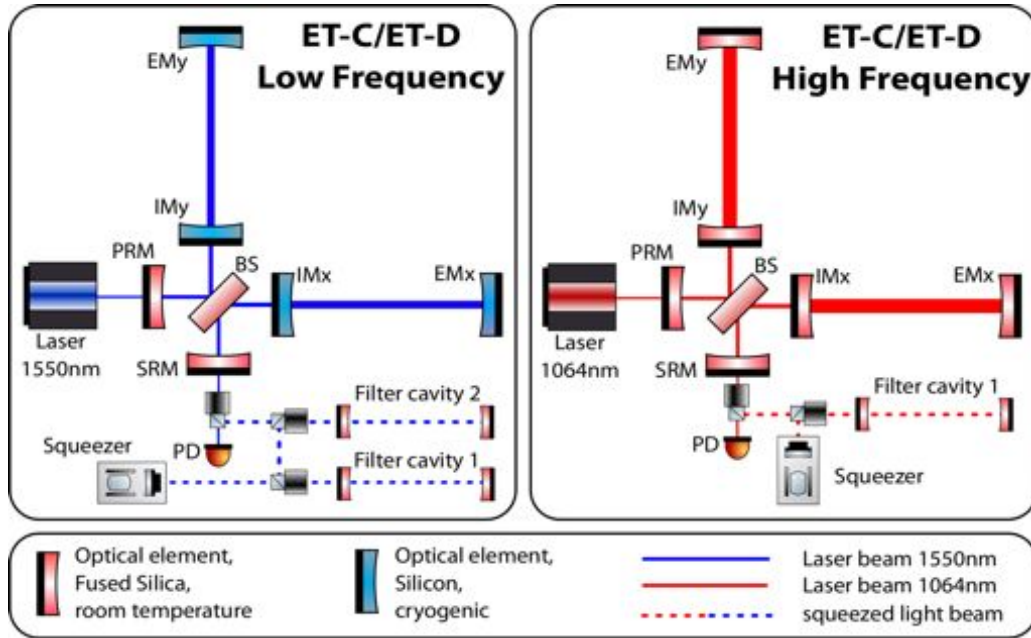 ET-C/ET-D
Low Frequency
EMy
IMy
PRM
BS
IMx
EMx
Laser
1550nm
SRM
Filter cavity 2
PD
Squeezer
Filter cavity 1
ET-C/ET-D
High Frequency
EMy
IMy
PRM
BS
IMx
EMx
Laser
1064nm
SRM
Filter cavity 1
PD
Squeezer
Optical element,
Fused Silica,
room temperature
Optical element,
Silicon,
cryogenic
Laser beam 1550nm
Laser beam 1064nm
squeezed light beam